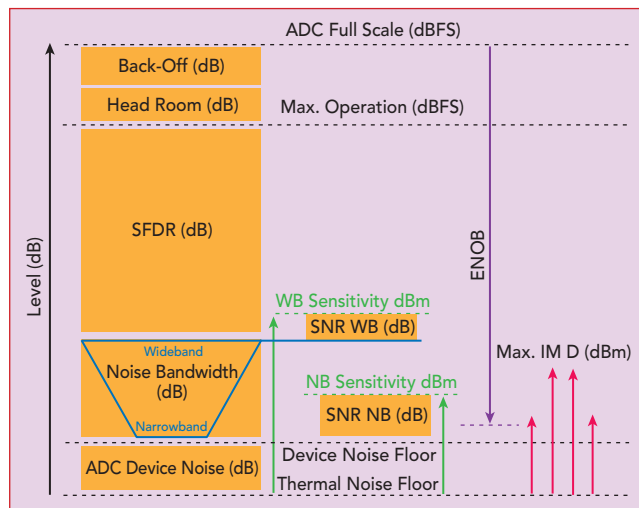 ADC Full Scale (dBFS)
Back-Off (dB)
Head Room (dB)
Max. Operation (dBFS)
SFDR (dB)
Level (dB)
ENOB
WB Sensitivity dBm
SNR WB (dB)
Wideband
Noise Bandwidth
(dB)
Narrowband
Max. IM D (dBm)
NB Sensitivity dBm
SNR NB (dB)
Device Noise Floor
ADC Device Noise (dB)
Thermal Noise Floor